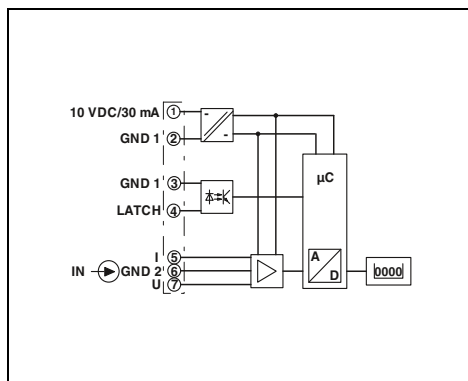 10 VDC/30 mA 1
GND 1 2
GND 1 3
LATCH 4
I 5
IN GND 2 6
U 7
- -
µC
A
D
0000